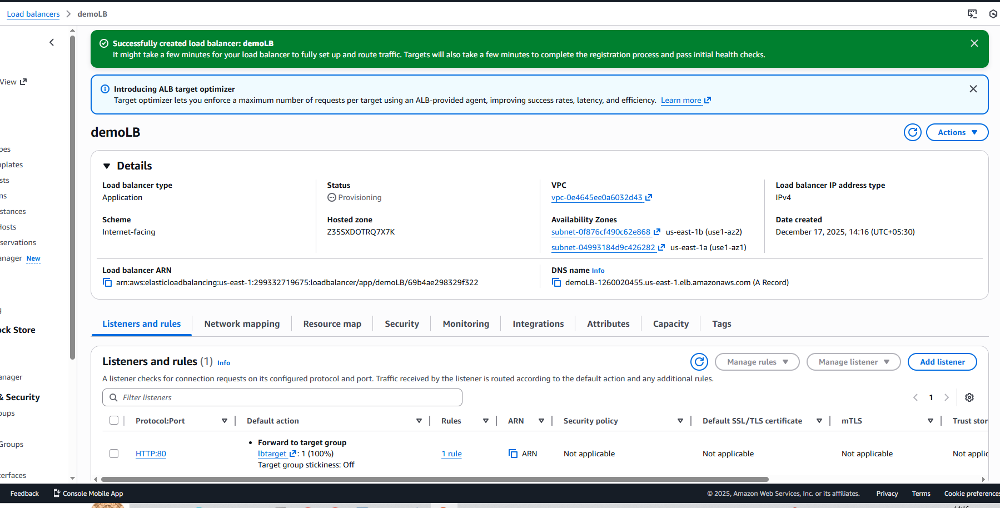 Load balancers > demoLB
Successfully created load balancer: demoLB
It might take a few minutes for your load balancer to fully set up and route traffic. Targets will also take a few minutes to complete the registration process and pass initial health checks.
View
Introducing ALB target optimizer
Target optimizer lets you enforce a maximum number of requests per target using an ALB-provided agent, improving success rates, latency, and efficiency. Learn more
demoLB
Actions
pes
nplates
sts
ns
stances
Hosts
servations
anager New
g
ock Store
anager
& Security
oups
Groups
erfaces
Details
Load balancer type
Application
Status
Provisioning
VPC
vpc-0e4645ee0a6032d43
Load balancer IP address type
IPv4
Scheme
Internet-facing
Hosted zone
Z35SXDOTRQ7X7K
Availability Zones
subnet-0f876cf490c62e868 us-east-1b (use1-az2)
subnet-04993184d9c426282 us-east-1a (use1-az1)
Date created
December 17, 2025, 14:16 (UTC+05:30)
Load balancer ARN
arn:aws:elasticloadbalancing:us-east-1:299332719675:loadbalancer/app/demoLB/69b4ae298329f322
DNS name Info
demoLB-1260020455.us-east-1.elb.amazonaws.com (A Record)
Listeners and rules Network mapping Resource map Security Monitoring Integrations Attributes Capacity Tags
Listeners and rules (1) Info
Manage rules Manage listener Add listener
A listener checks for connection requests on its configured protocol and port. Traffic received by the listener is routed according to the default action and any additional rules.
Filter listeners
1
Protocol:Port Default action Rules ARN Security policy Default SSL/TLS certificate mTLS Trust stor
HTTP:80
• Forward to target group
lbtarget : 1 (100%)
Target group stickiness: Off
1 rule ARN Not applicable Not applicable Not applicable Not applic
Feedback Console Mobile App © 2025, Amazon Web Services, Inc. or its affiliates. Privacy Terms Cookie preferences